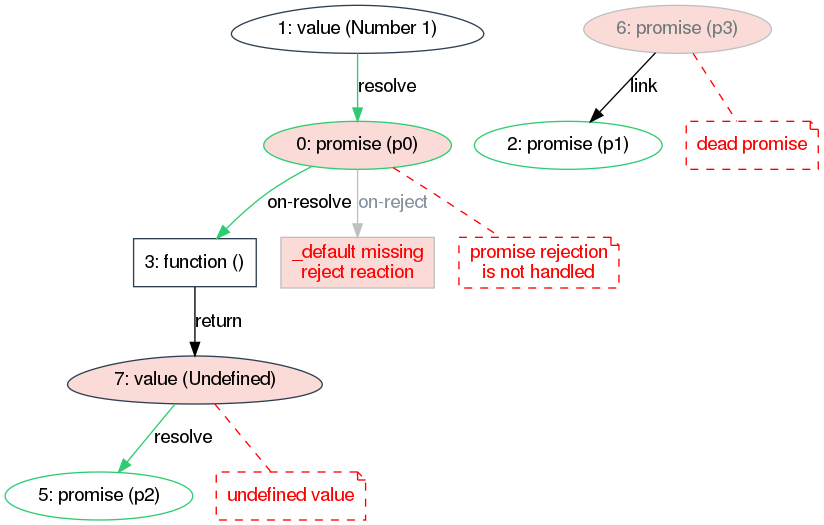 1: value (Number 1)
6: promise (p3)
resolve
link
0: promise (p0)
2: promise (p1)
dead promise
on-resolve
on-reject
3: function ()
_default missing
reject reaction
promise rejection
is not handled
return
7: value (Undefined)
resolve
5: promise (p2)
undefined value